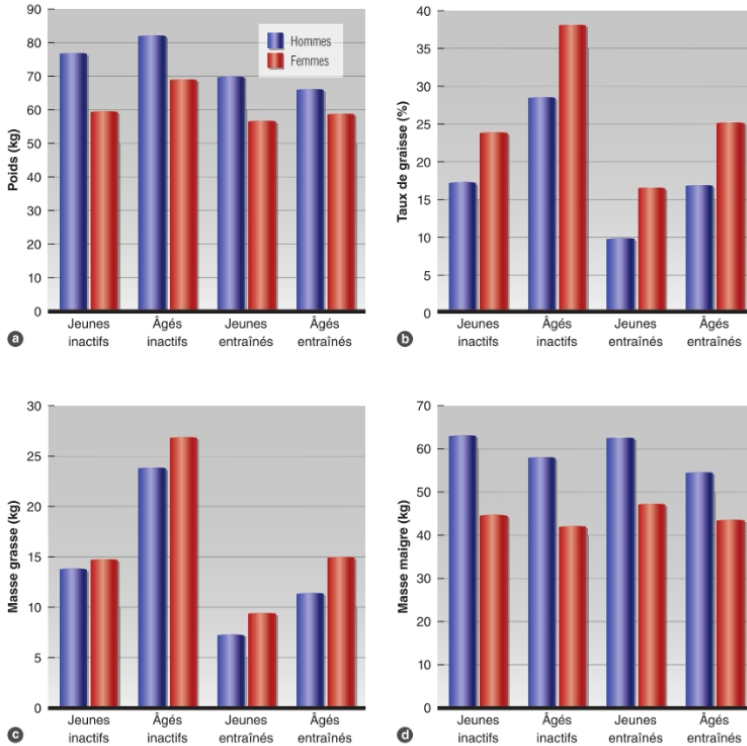 Poids (kg)
90
80
70
60
50
40
30
20
10
0
Hommes
Femmes
Jeunes inactifs
Âgés inactifs
Jeunes entraînés
Âgés entraînés
a
Taux de graisse (%)
40
35
30
25
20
15
10
5
0
Jeunes inactifs
Âgés inactifs
Jeunes entraînés
Âgés entraînés
b
Masse grasse (kg)
30
25
20
15
10
5
0
Jeunes inactifs
Âgés inactifs
Jeunes entraînés
Âgés entraînés
c
Masse maigre (kg)
70
60
50
40
30
20
10
0
Jeunes inactifs
Âgés inactifs
Jeunes entraînés
Âgés entraînés
d